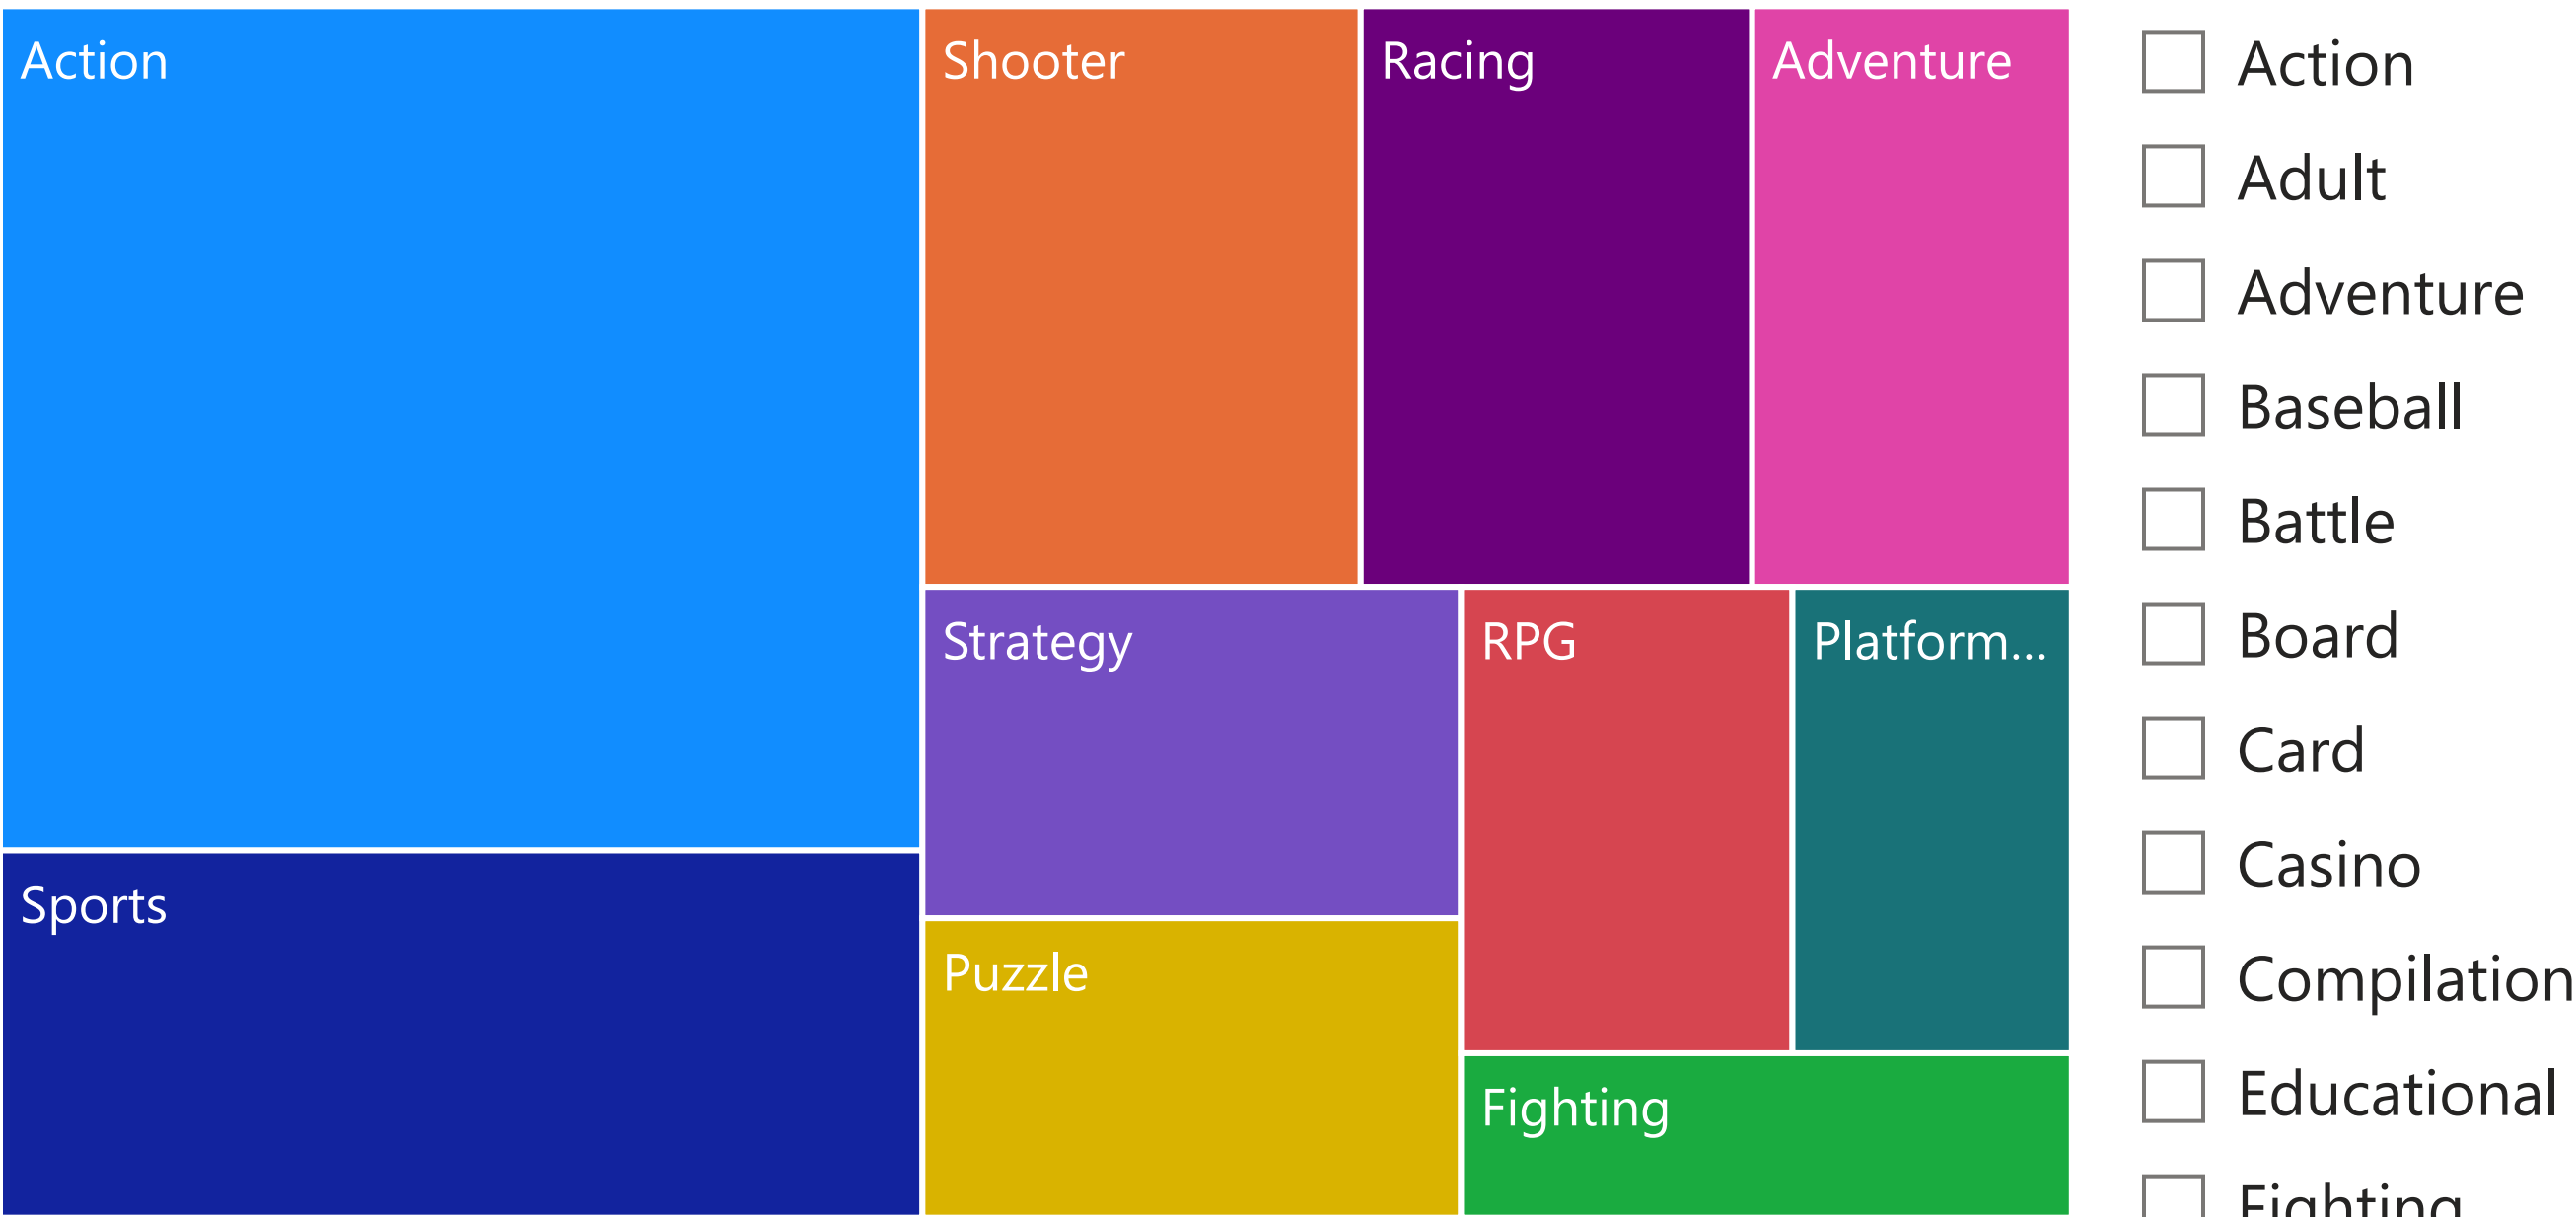 Action
Shooter
Racing
Adventure
Strategy
RPG
Platform...
Sports
Puzzle
Fighting
Action
Adult
Adventure
Baseball
Battle
Board
Card
Casino
Compilation
Educational
Fighting